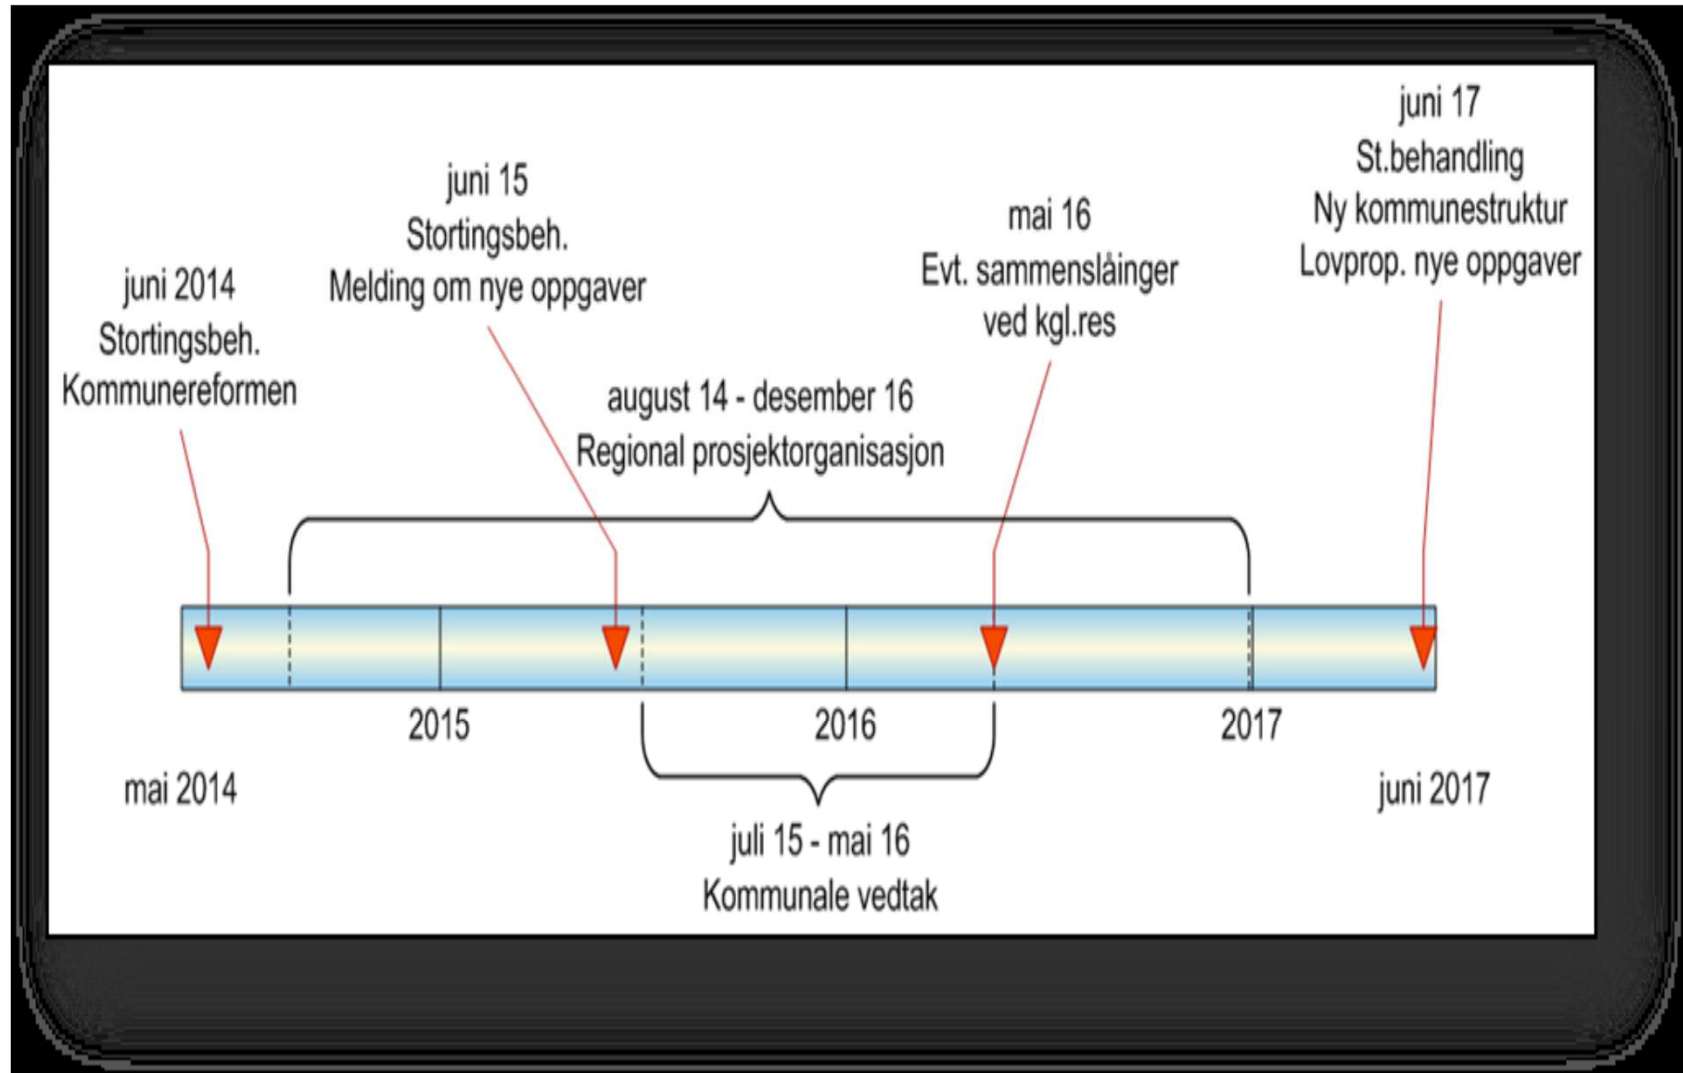 juni 2014
Stortingsbeh.
Kommunereformen
juni 15
Stortingsbeh.
Melding om nye oppgaver
august 14 - desember 16
Regional prosjektorganisasjon
mai 16
Evt. sammenslåinger
ved kgl.res
juni 17
St.behandling
Ny kommunestruktur
Lovprop. nye oppgaver
2015
2016
2017
mai 2014
juni 2017
juli 15 - mai 16
Kommunale vedtak